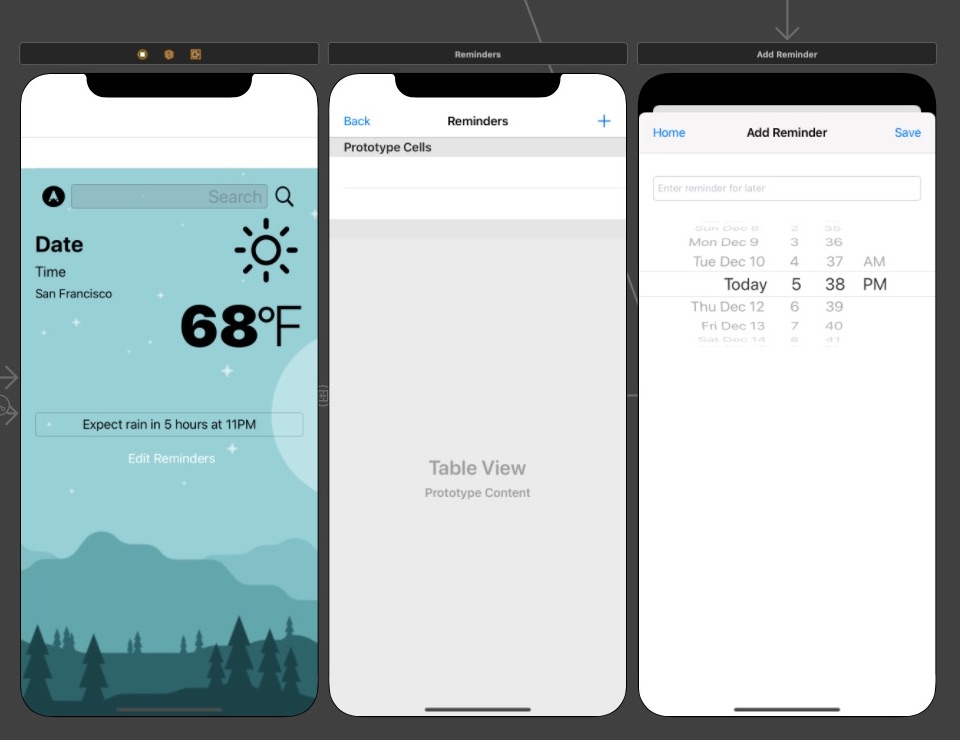 Reminders
Add Reminder
Search
Date
Time
San Francisco
68°F
Expect rain in 5 hours at 11PM
Edit Reminders
Back
Reminders
+
Prototype Cells
Table View
Prototype Content
Home
Add Reminder
Save
Enter reminder for later
Sun Dec 8 2 35
Mon Dec 9 3 36
Tue Dec 10 4 37 AM
Today 5 38 PM
Thu Dec 12 6 39
Fri Dec 13 7 40
Sat Dec 14 8 41